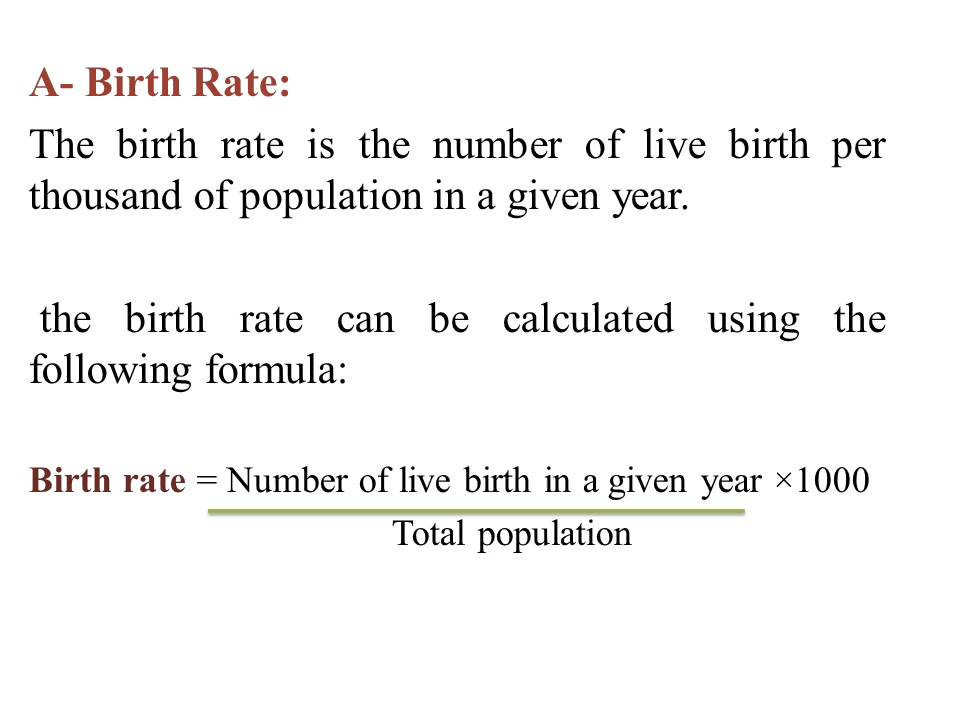 A- Birth Rate:
The birth rate is the number of live birth per
thousand of population in a given year.
the birth rate can be calculated using the
following formula:
Birth rate = Number of live birth in a given year ×1000
Total population